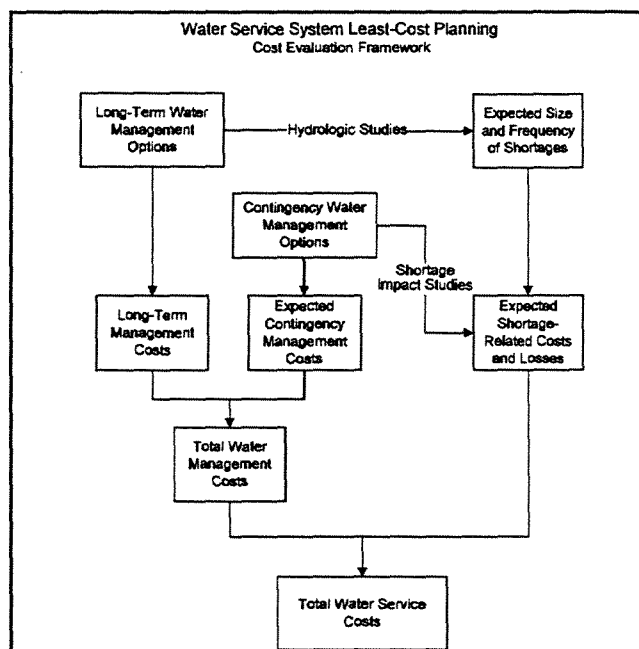 Water Service System Least-Cost Planning
Cost Evaluation Framework
Long-Term Water
Management
Options
Hydrologic Studies
Expected Size
and Frequency
of Shortages
Contingency Water
Management
Options
Shortage
Impact Studies
Long-Term
Management
Costs
Expected
Contingency
Management
Costs
Expected
Shortage-
Related Costs
and Losses
Total Water
Management
Costs
Total Water Service
Costs